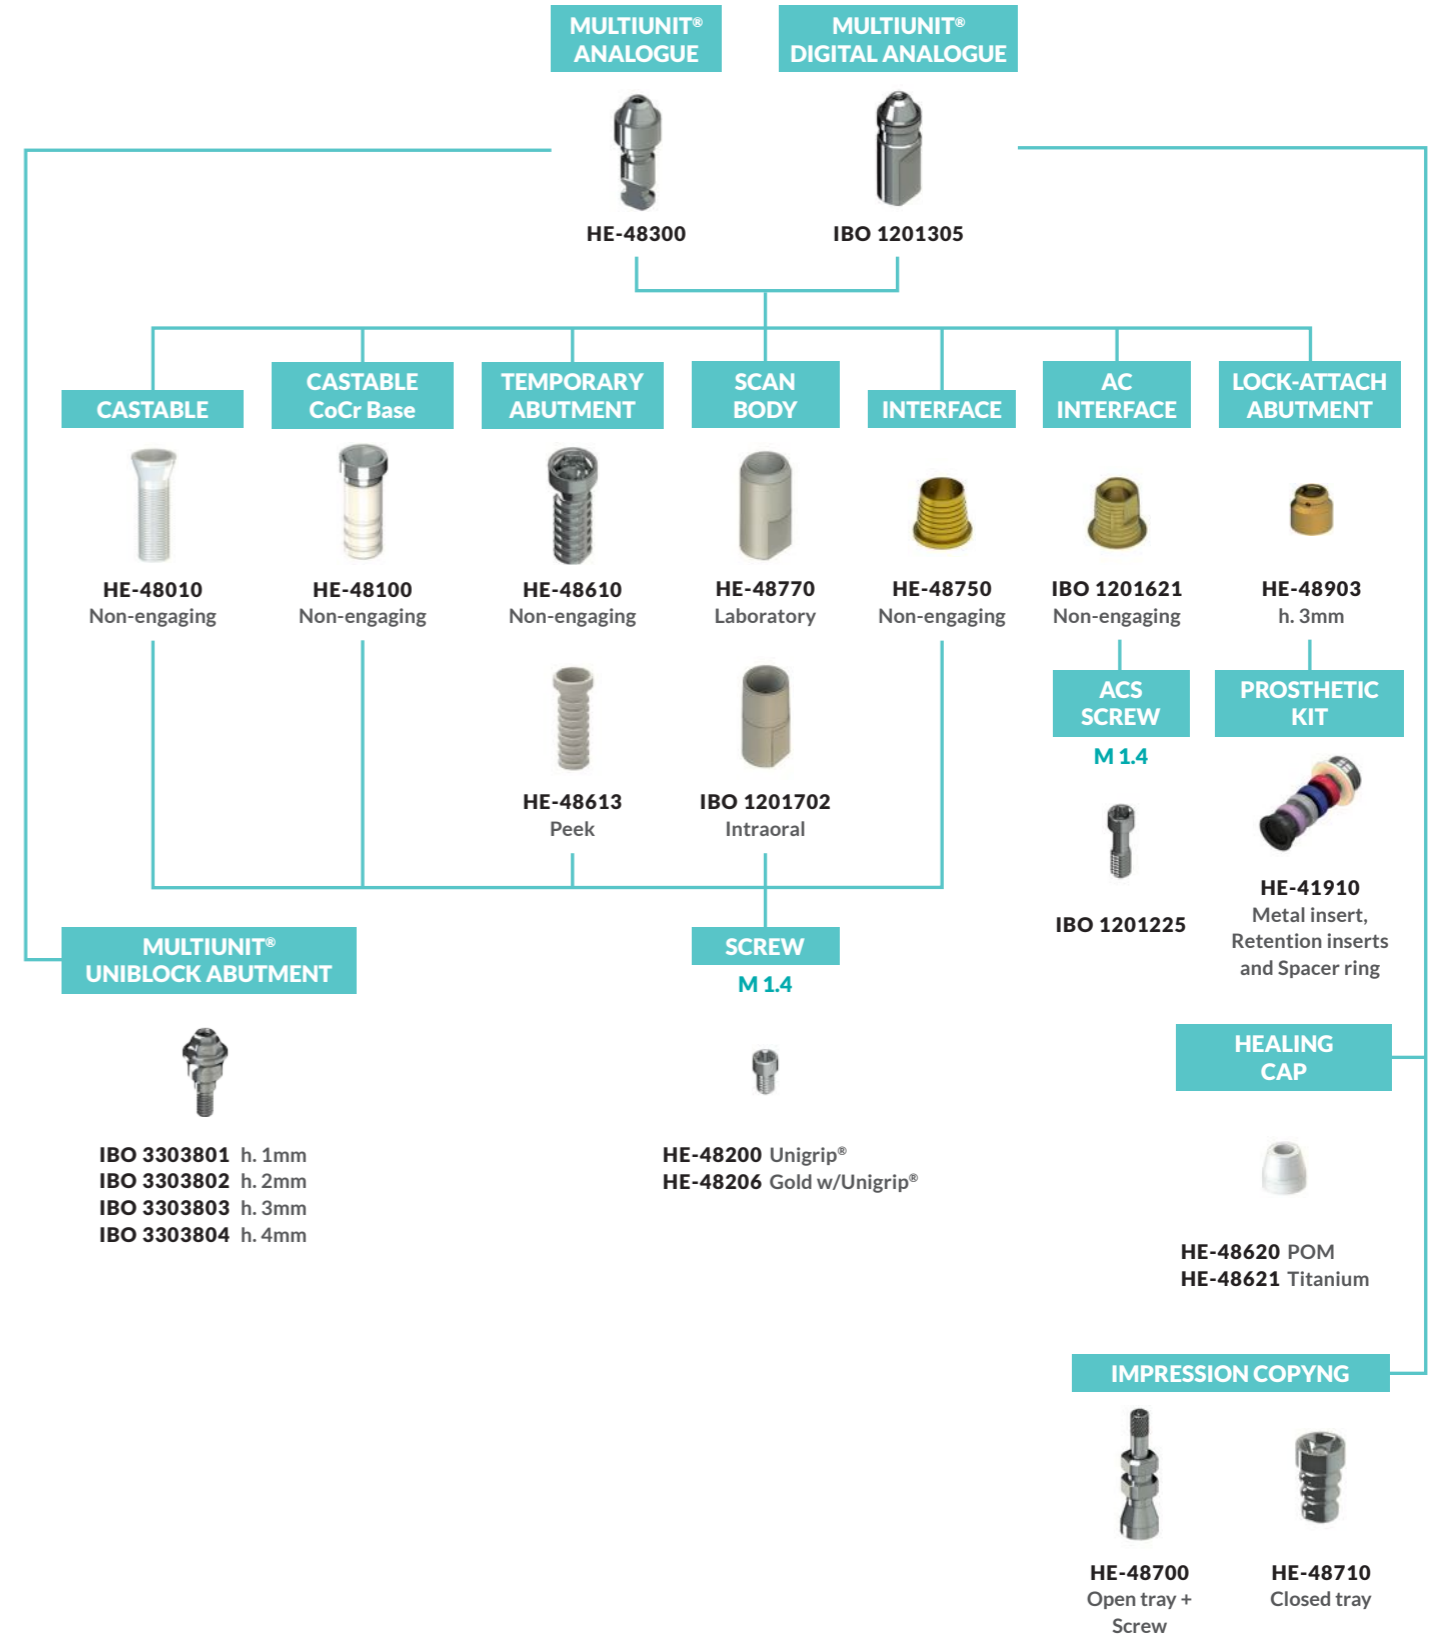 MULTIUNIT®
ANALOGUE
MULTIUNIT®
DIGITAL ANALOGUE
HE-48300
IBO 1201305
CASTABLE
CASTABLE
CoCr Base
TEMPORARY
ABUTMENT
SCAN
BODY
INTERFACE
AC
INTERFACE
LOCK-ATTACH
ABUTMENT
HE-48010
Non-engaging
HE-48100
Non-engaging
HE-48610
Non-engaging
HE-48770
Laboratory
HE-48750
Non-engaging
IBO 1201621
Non-engaging
HE-48903
h. 3mm
HE-48613
Peek
IBO 1201702
Intraoral
ACS
SCREW
M 1.4
IBO 1201225
PROSTHETIC
KIT
HE-41910
Metal insert,
Retention inserts
and Spacer ring
MULTIUNIT®
UNIBLOCK ABUTMENT
IBO 3303801 h. 1mm
IBO 3303802 h. 2mm
IBO 3303803 h. 3mm
IBO 3303804 h. 4mm
SCREW
M 1.4
HE-48200 Unigrip®
HE-48206 Gold w/Unigrip®
HEALING
CAP
HE-48620 POM
HE-48621 Titanium
IMPRESSION COPYNG
HE-48700
Open tray +
Screw
HE-48710
Closed tray